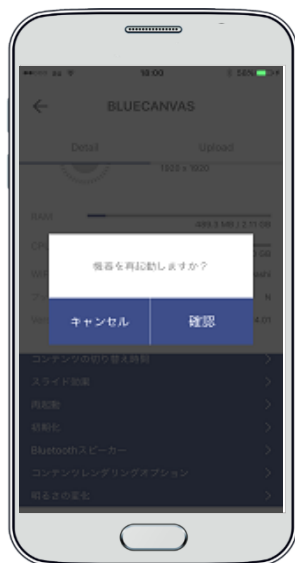 18:00
58%
BLUECANVAS
Detail
Upload
1920 x 1920
RAM
機器を再起動しますか?
キャンセル
確認
コンテンツの切り替え時刻
スライド効果
再起動
初期化
Bluetoothスピーカー
コンテンツレンダリングオプション
明るさの変化